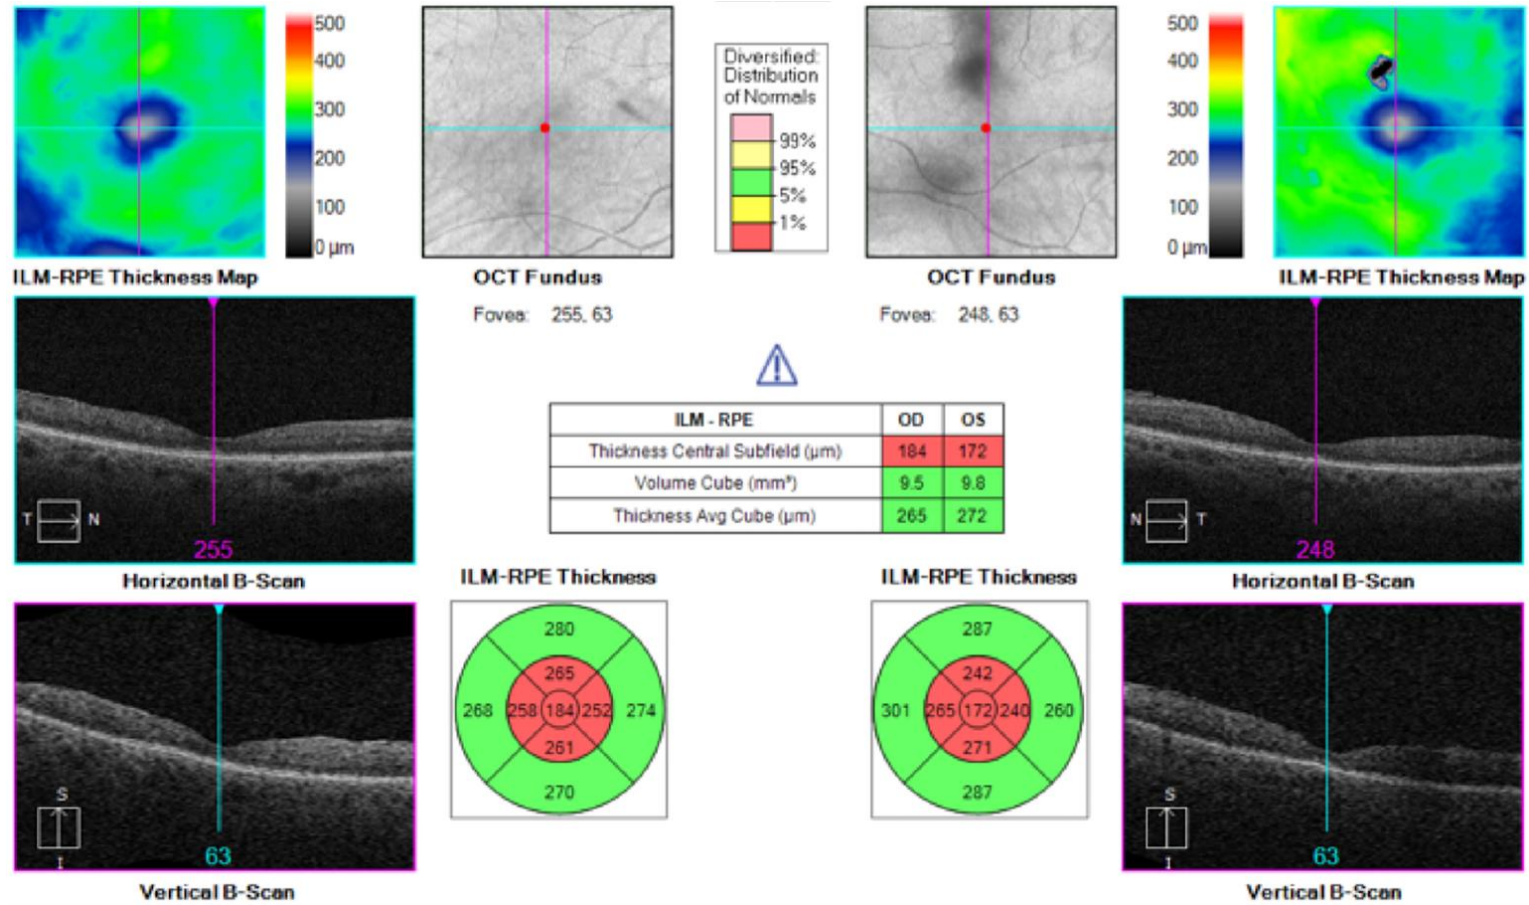 500
400
300
200
100
0 µm
ILM-RPE Thickness Map
OCT Fundus
Fovea: 255, 63
Diversified:
Distribution
of Normals
99%
95%
5%
1%
OCT Fundus
Fovea: 248, 63
500
400
300
200
100
0 µm
ILM-RPE Thickness Map
ILM - RPE OD OS
Thickness Central Subfield (µm) 184 172
Volume Cube (mm³) 9.5 9.8
Thickness Avg Cube (µm) 265 272
T N
255
Horizontal B-Scan
N T
248
Horizontal B-Scan
ILM-RPE Thickness
280
265
268 258 184 252 274
261
270
ILM-RPE Thickness
287
242
301 265 172 240 260
271
287
S
I
63
Vertical B-Scan
S
I
63
Vertical B-Scan